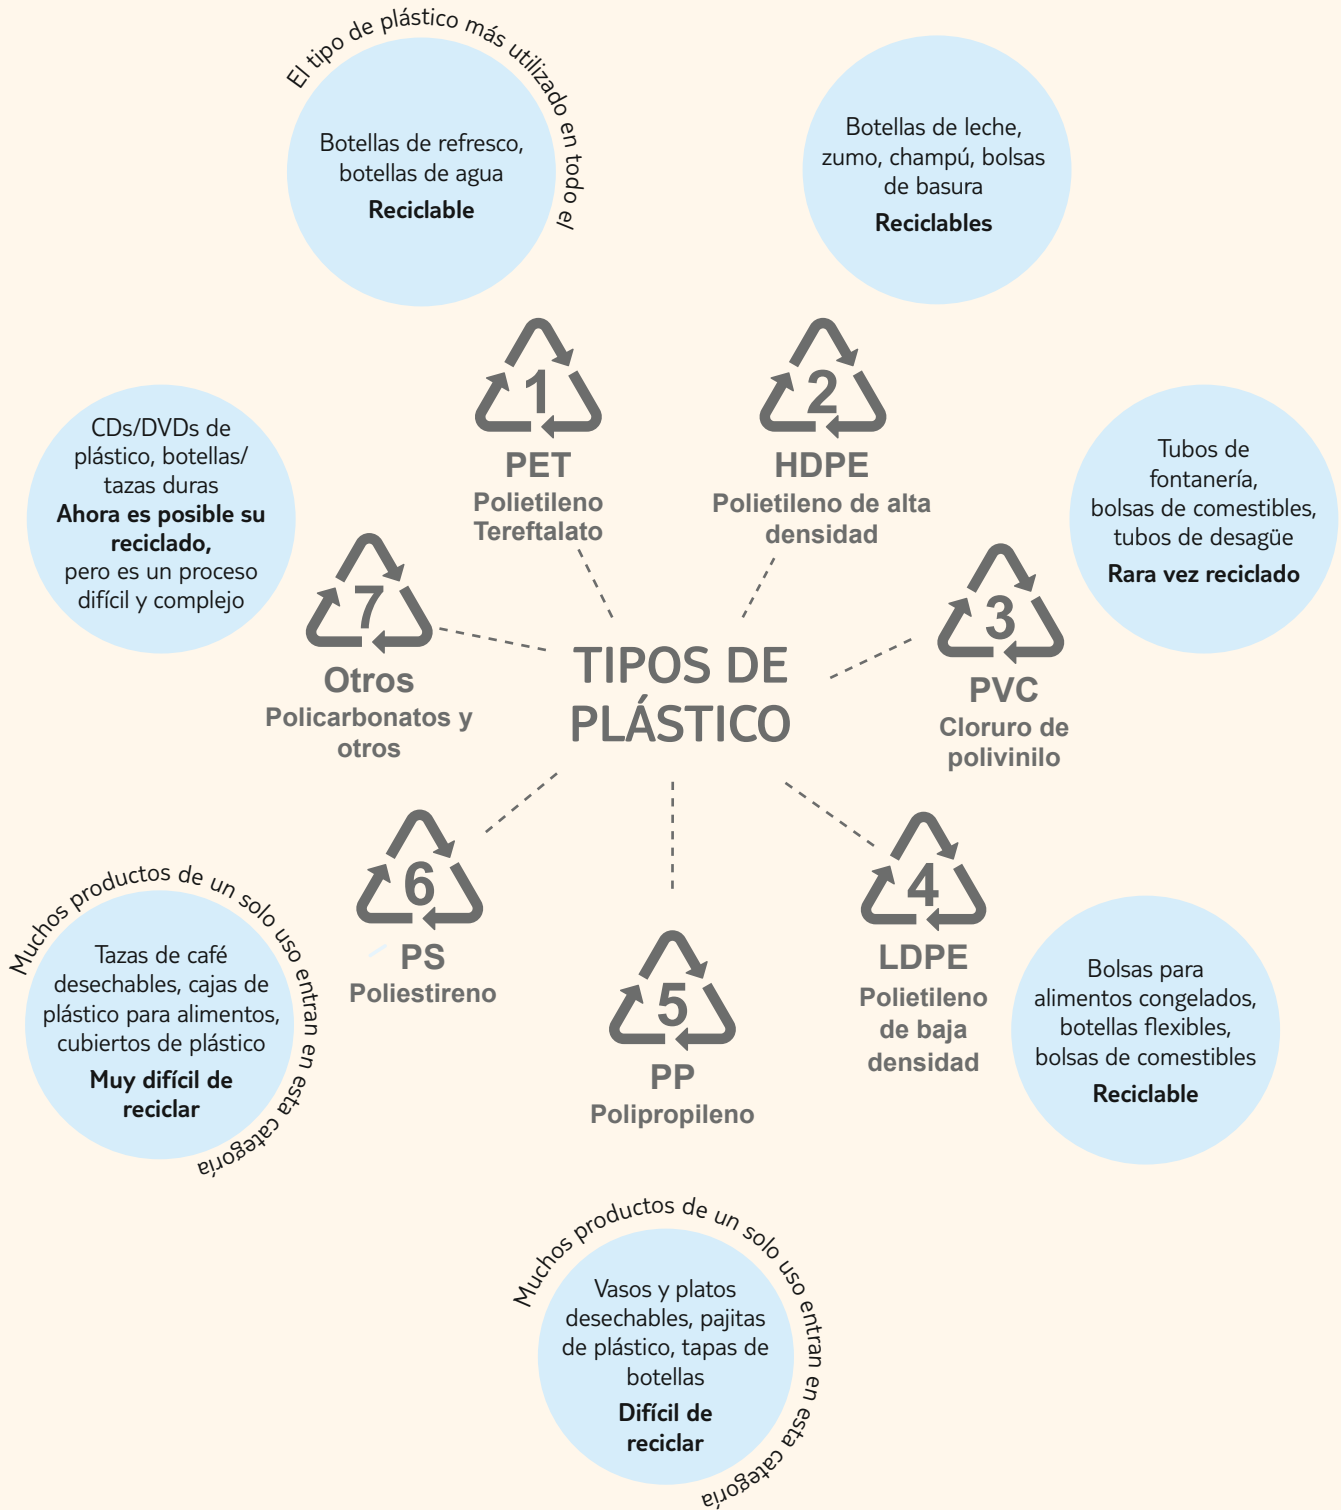 El tipo de plástico más utilizado en todo el
Botellas de refresco,
botellas de agua
Reciclable
Botellas de leche,
zumo, champú, bolsas
de basura
Reciclables
1
PET
Polietileno
Tereftalato
2
HDPE
Polietileno de alta
densidad
CDs/DVDs de
plástico, botellas/
tazas duras
Ahora es posible su
reciclado,
pero es un proceso
difícil y complejo
7
Otros
Policarbonatos y
otros
TIPOS DE
PLÁSTICO
3
PVC
Cloruro de
polivinilo
Tubos de
fontanería,
bolsas de comestibles,
tubos de desagüe
Rara vez reciclado
Muchos productos de un solo uso entran en esta categoría
Tazas de café
desechables, cajas de
plástico para alimentos,
cubiertos de plástico
Muy difícil de
reciclar
6
PS
Poliestireno
5
PP
Polipropileno
4
LDPE
Polietileno
de baja
densidad
Bolsas para
alimentos congelados,
botellas flexibles,
bolsas de comestibles
Reciclable
Muchos productos de un solo uso entran en esta categoría
Vasos y platos
desechables, pajitas
de plástico, tapas de
botellas
Difícil de
reciclar